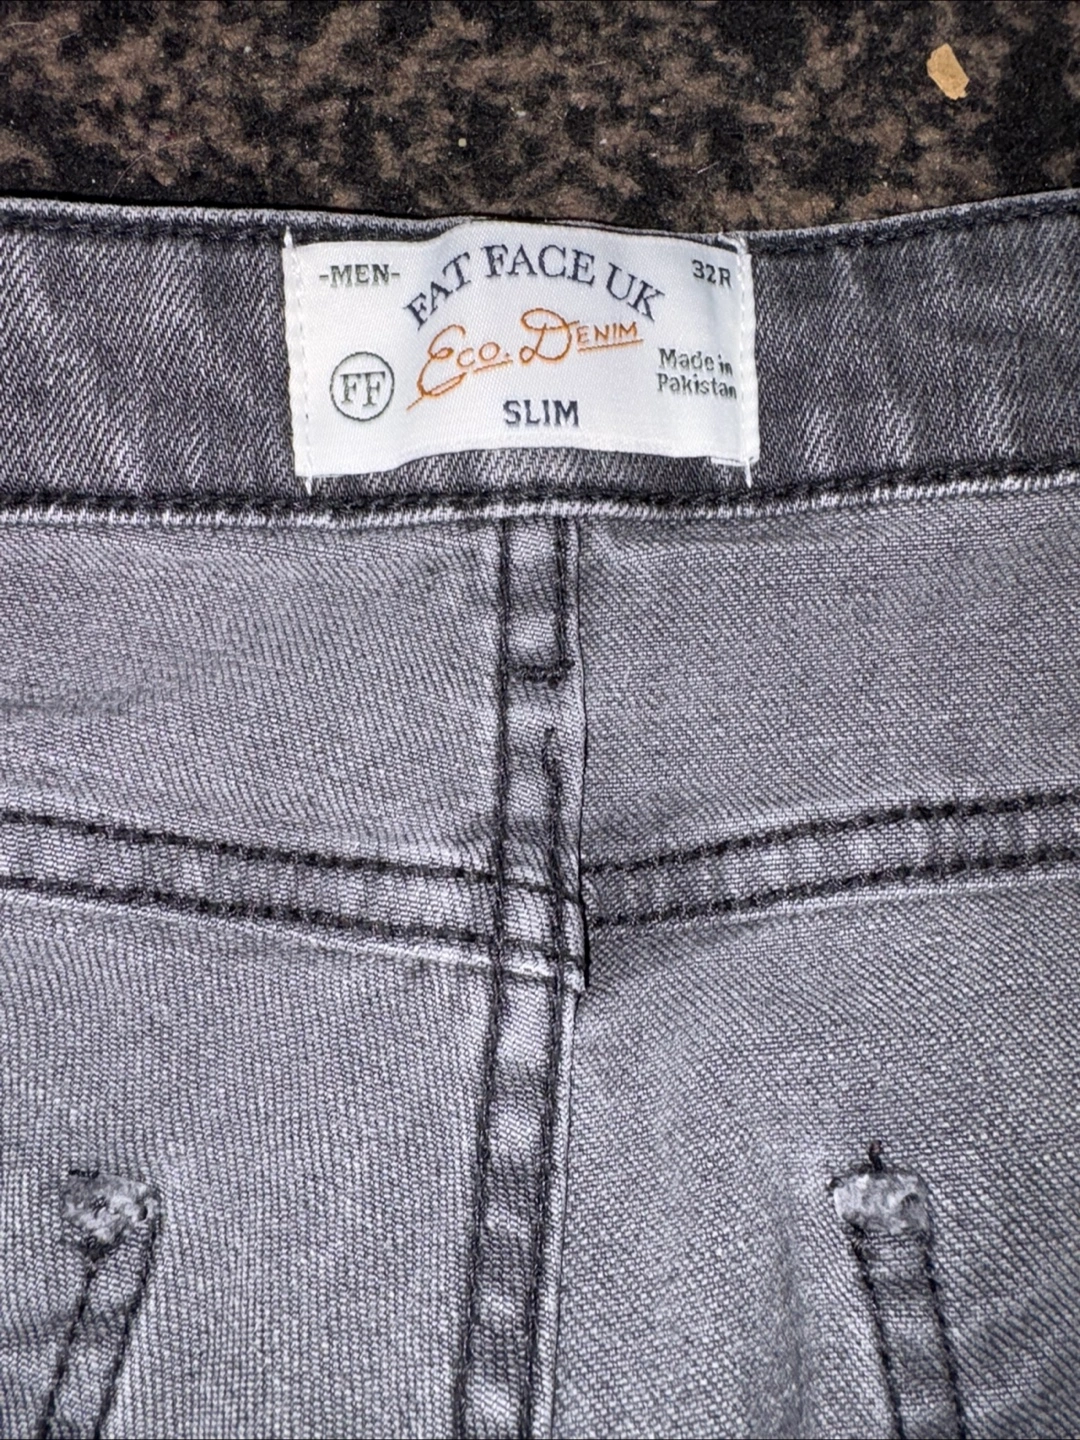 -MEN-
FAT FACE UK
32R
Eco. DENIM
FF
Made in
Pakistan
SLIM